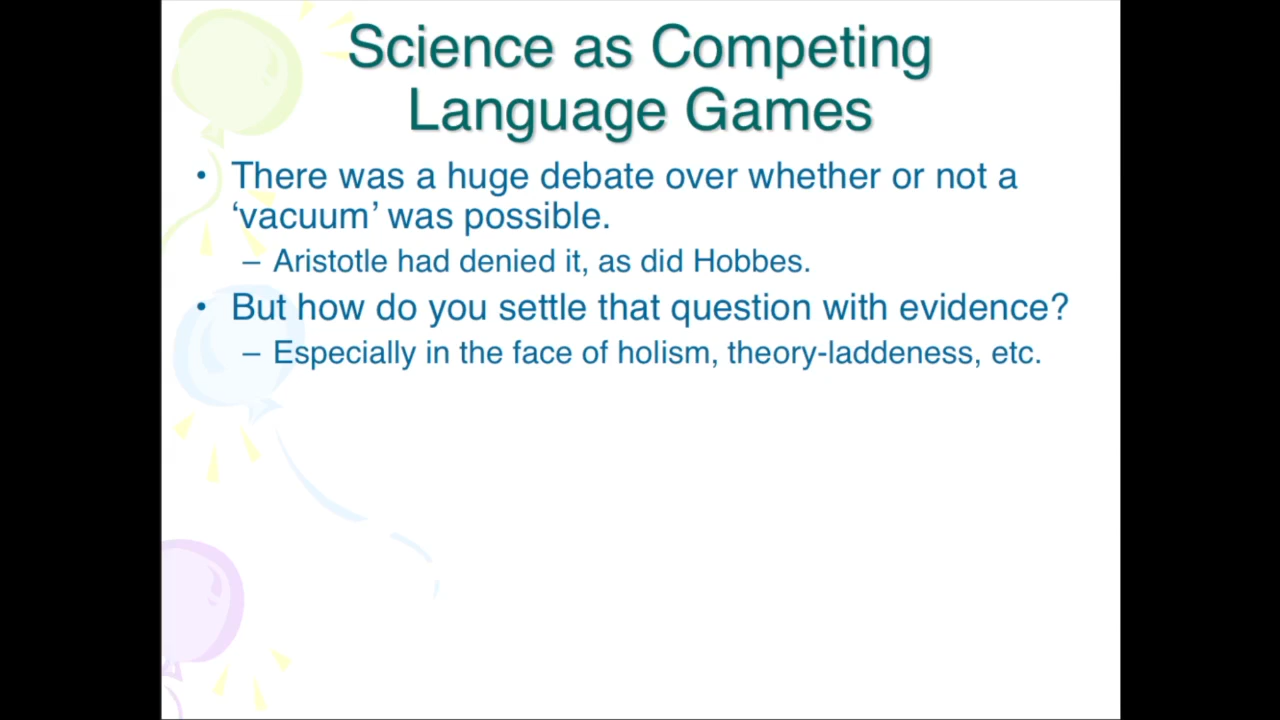 Science as Competing
Language Games
• There was a huge debate over whether or not a
‘vacuum’ was possible.
– Aristotle had denied it, as did Hobbes.
• But how do you settle that question with evidence?
– Especially in the face of holism, theory-laddeness, etc.